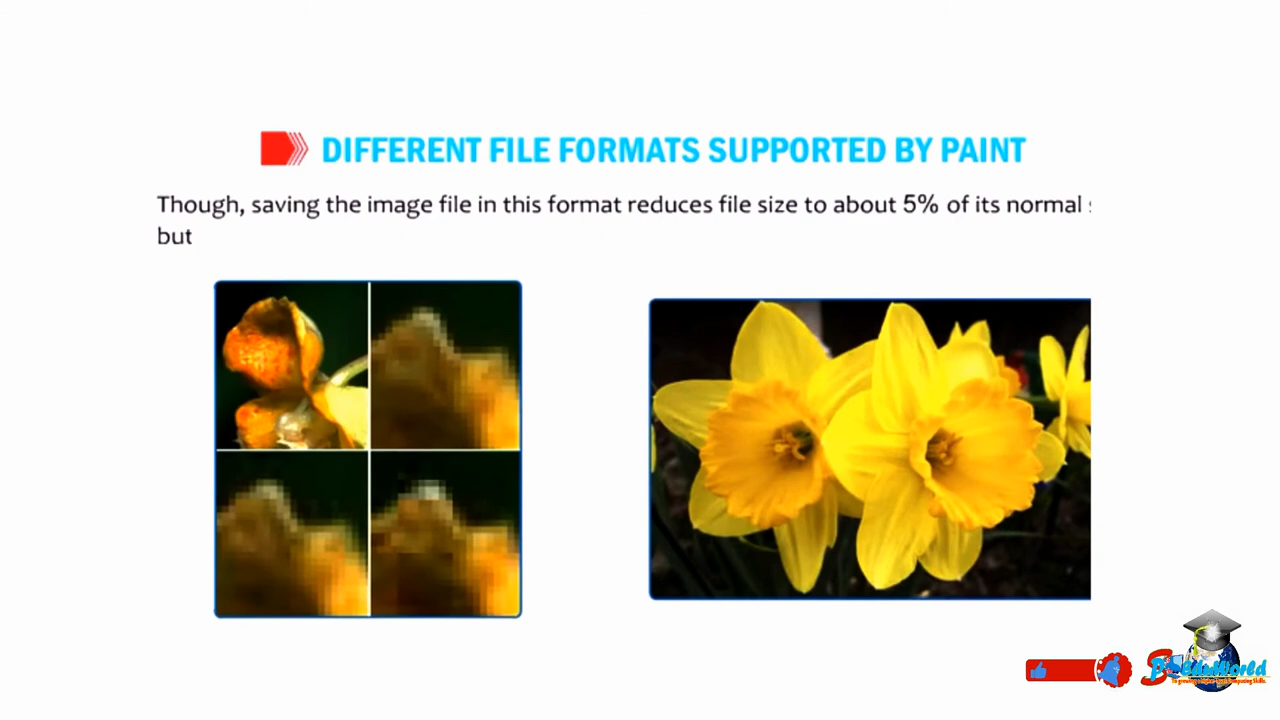 DIFFERENT FILE FORMATS SUPPORTED BY PAINT
Though, saving the image file in this format reduces file size to about 5% of its normal
but
EduWorld